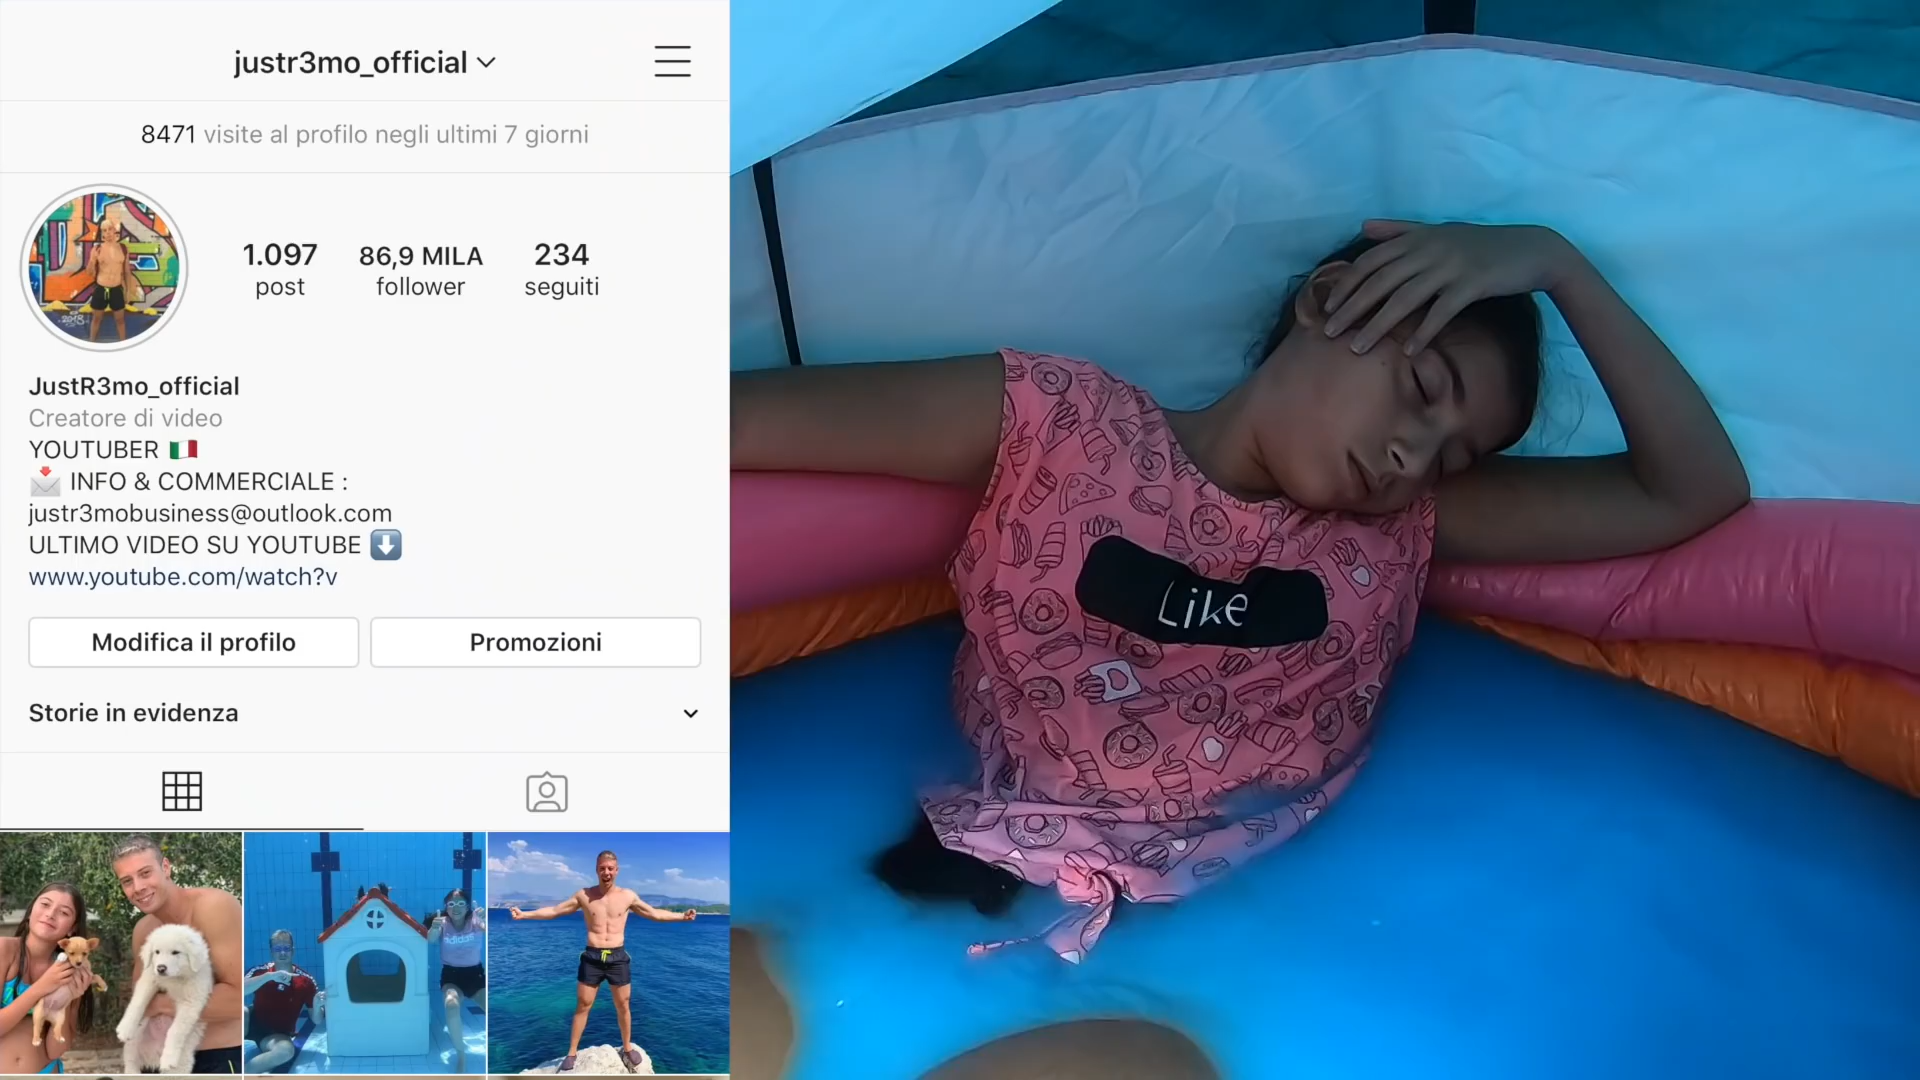 justr3mo_official
8471 visite al profilo negli ultimi 7 giorni
1.097 86,9 MILA 234
post follower seguiti
JustR3mo_official
Creatore di video
YOUTUBER 🇮🇹
📩 INFO & COMMERCIALE :
justr3mobusiness@outlook.com
ULTIMO VIDEO SU YOUTUBE ⬇️
www.youtube.com/watch?v
Modifica il profilo Promozioni
Storie in evidenza
adidas
Like